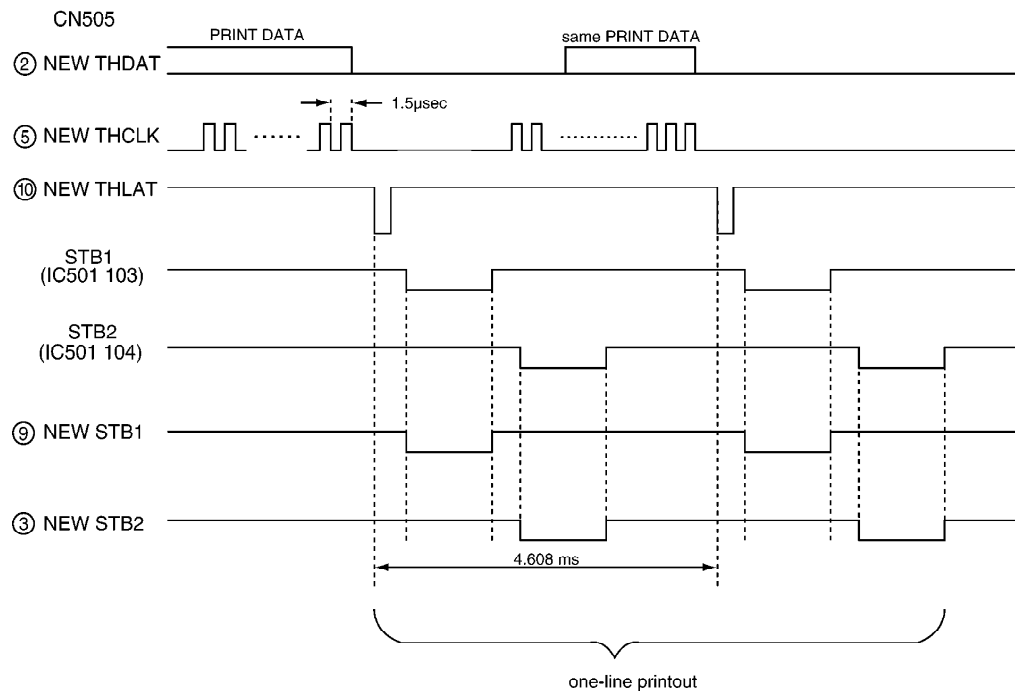 CN505
PRINT DATA
same PRINT DATA
② NEW THDAT
1.5μsec
⑤ NEW THCLK
⑩ NEW THLAT
STB1
(IC501 103)
STB2
(IC501 104)
⑨ NEW STB1
③ NEW STB2
4.608 ms
one-line printout